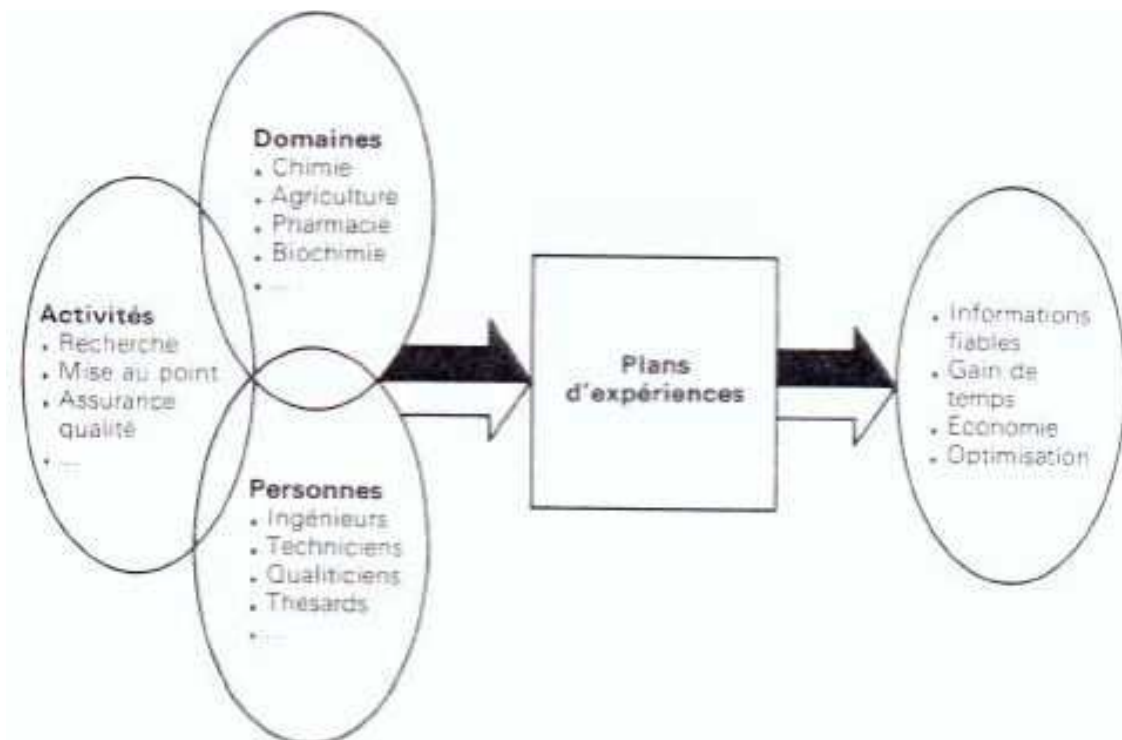 Domaines
• Chimie
• Agriculture
• Pharmacie
• Biochimie
• ...
Activités
• Recherche
• Mise au point
• Assurance
qualité
• ...
Personnes
• Ingénieurs
• Techniciens
• Qualiticiens
• Thésards
• ...
Plans
d'expériences
• Informations
fiables
• Gain de
temps
• Economie
• Optimisation